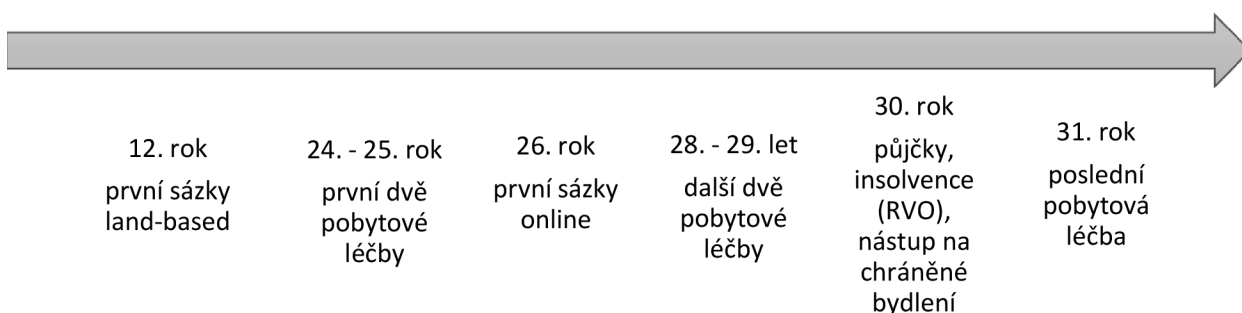 12. rok
první sázky
land-based
24. - 25. rok
první dvě
pobytové
léčby
26. rok
první sázky
online
28. - 29. let
další dvě
pobytové
léčby
30. rok
půjčky,
insolvence
(RVO),
nástup na
chráněné
bydlení
31. rok
poslední
pobytová
léčba